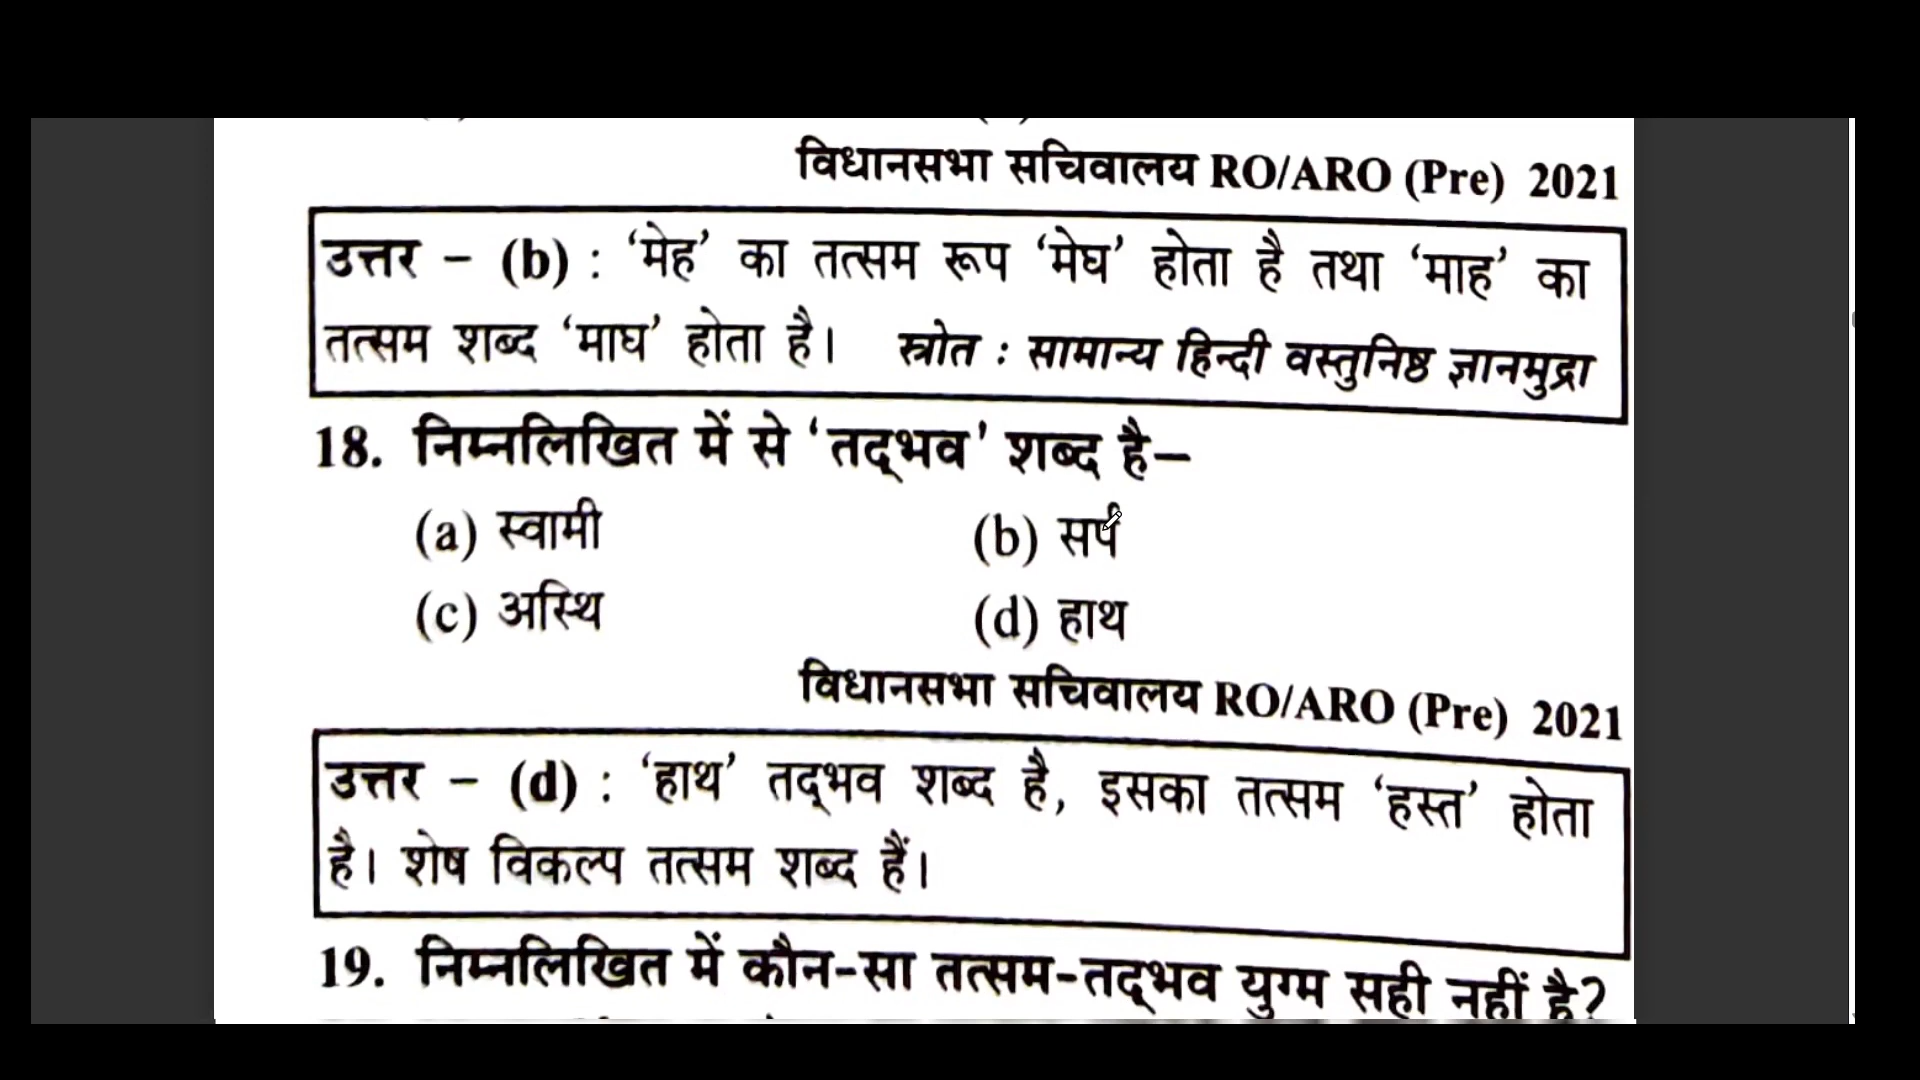 विधानसभा सचिवालय RO/ARO (Pre) 2021
उत्तर – (b) : ‘मेह’ का तत्सम रूप ‘मेघ’ होता है तथा ‘माह’ का
तत्सम शब्द ‘माघ’ होता है। स्रोत : सामान्य हिन्दी वस्तुनिष्ठ ज्ञानमुद्रा
18. निम्नलिखित में से ‘तद्भव’ शब्द है–
(a) स्वामी (b) सर्प
(c) अस्थि (d) हाथ
विधानसभा सचिवालय RO/ARO (Pre) 2021
उत्तर – (d) : ‘हाथ’ तद्भव शब्द है, इसका तत्सम ‘हस्त’ होता
है। शेष विकल्प तत्सम शब्द हैं।
19. निम्नलिखित में कौन-सा तत्सम-तद्भव युग्म सही नहीं है?